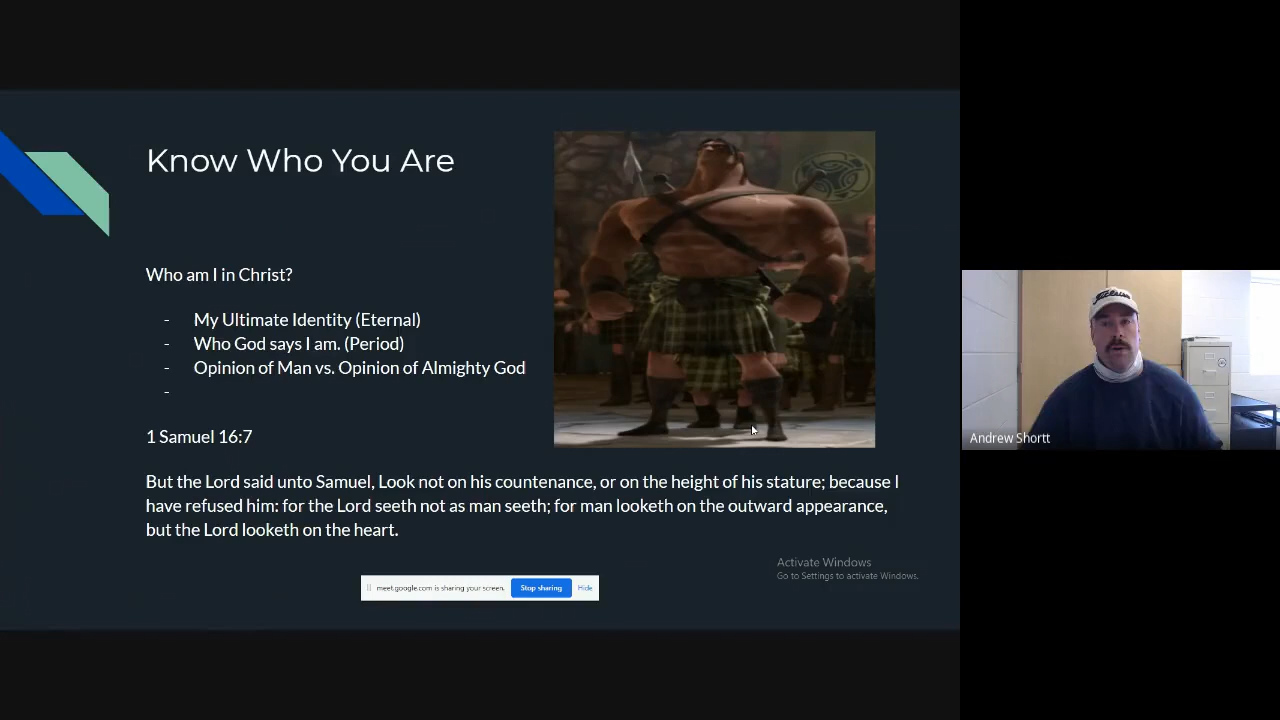 Know Who You Are
Who am I in Christ?
- My Ultimate Identity (Eternal)
- Who God says I am. (Period)
- Opinion of Man vs. Opinion of Almighty God
-
1 Samuel 16:7
But the Lord said unto Samuel, Look not on his countenance, or on the height of his stature; because I
have refused him: for the Lord seeth not as man seeth; for man looketh on the outward appearance,
but the Lord looketh on the heart.
Activate Windows
Go to Settings to activate Windows.
meet.google.com is sharing your screen.
Stop sharing
Hide
Titleist
Andrew Shortt